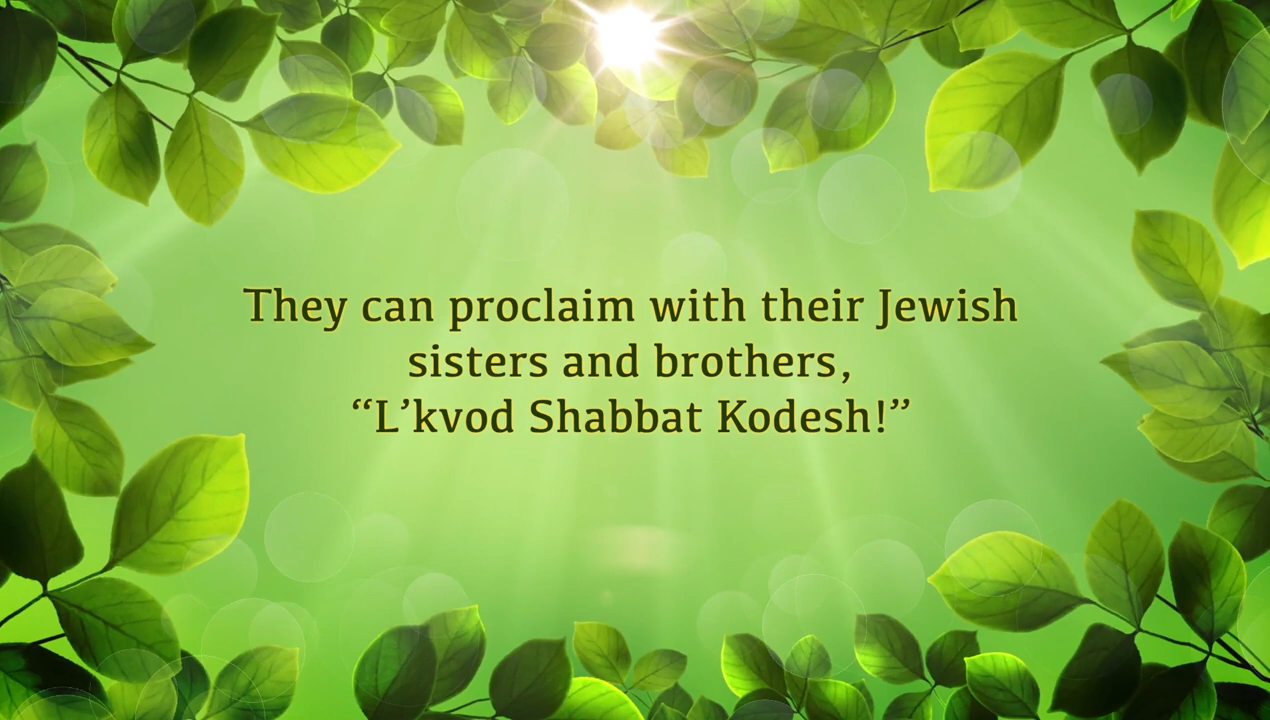 They can proclaim with their Jewish
sisters and brothers,
“L’kvod Shabbat Kodesh!”